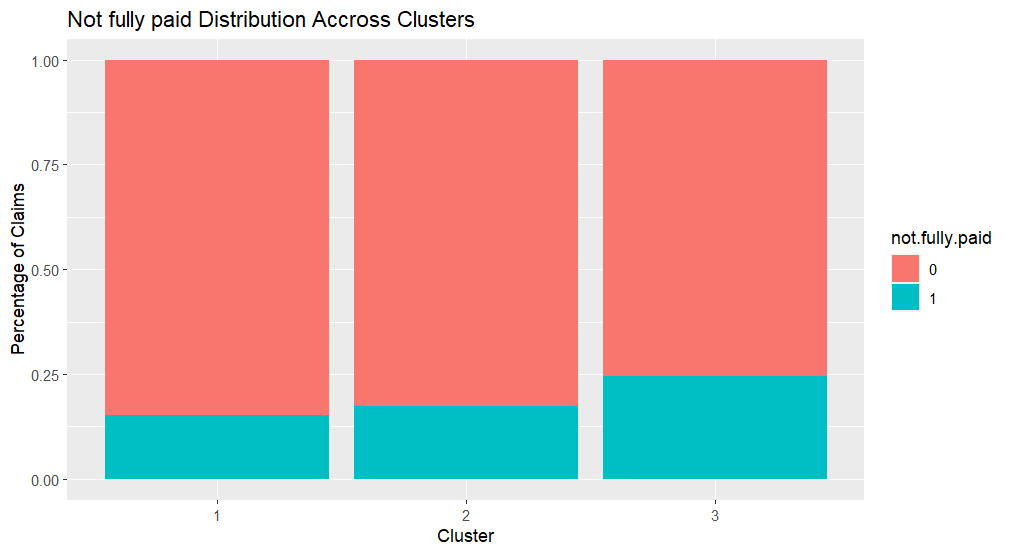 Not fully paid Distribution Accross Clusters
Percentage of Claims
1.00
0.75
0.50
0.25
0.00
1 2 3
Cluster
not.fully.paid
0
1